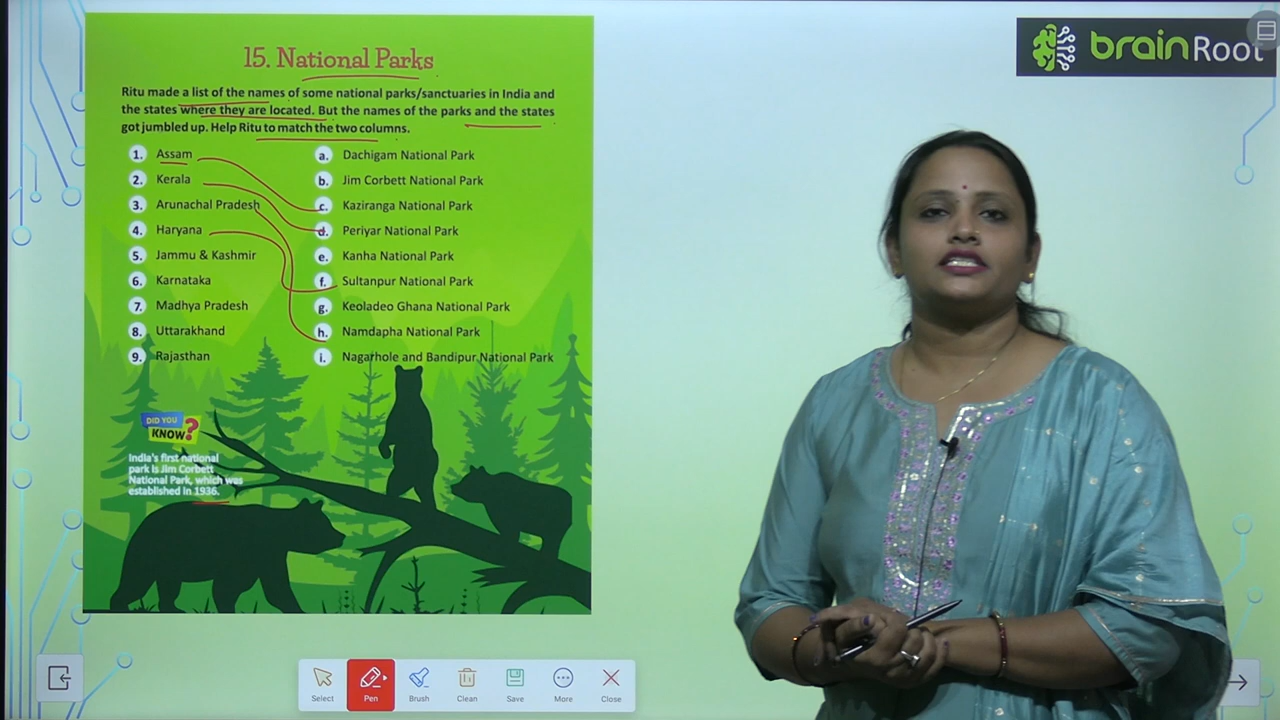 15. National Parks
Ritu made a list of the names of some national parks/sanctuaries in India and
the states where they are located. But the names of the parks and the states
got jumbled up. Help Ritu to match the two columns.
1. Assam a. Dachigam National Park
2. Kerala b. Jim Corbett National Park
3. Arunachal Pradesh c. Kaziranga National Park
4. Haryana d. Periyar National Park
5. Jammu & Kashmir e. Kanha National Park
6. Karnataka f. Sultanpur National Park
7. Madhya Pradesh g. Keoladeo Ghana National Park
8. Uttarakhand h. Namdapha National Park
9. Rajasthan i. Nagarhole and Bandipur National Park
DID YOU
KNOW?
India's first national
park is Jim Corbett
National Park, which was
established in 1936.
brainRoot
Select Pen Brush Clean Save More Close